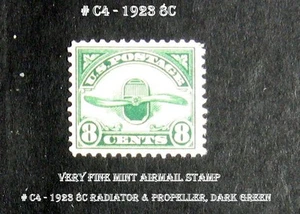 # C4 - 1923 8C
U.S. POSTAGE
8 CENTS 8
VERY FINE MINT AIRMAIL STAMP
# C4 - 1923 8C RADIATOR & PROPELLER, DARK GREEN